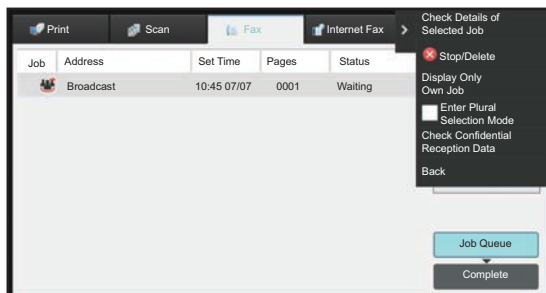 Print
Scan
Fax
Internet Fax
Job
Address
Set Time
Pages
Status
Broadcast
10:45 07/07
0001
Waiting
Check Details of
Selected Job
Stop/Delete
Display Only
Own Job
Enter Plural
Selection Mode
Check Confidential
Reception Data
Back
Job Queue
Complete